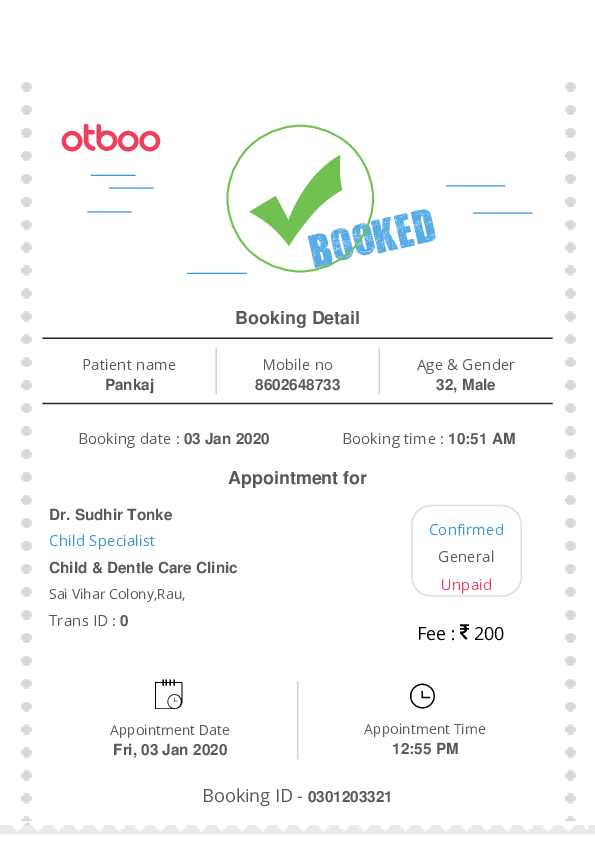 otboo
BOOKED
Booking Detail
Patient name
Pankaj
Mobile no
8602648733
Age & Gender
32, Male
Booking date : 03 Jan 2020
Booking time : 10:51 AM
Appointment for
Dr. Sudhir Tonke
Child Specialist
Child & Dentle Care Clinic
Sai Vihar Colony,Rau,
Trans ID : 0
Confirmed
General
Unpaid
Fee : ₹ 200
Appointment Date
Fri, 03 Jan 2020
Appointment Time
12:55 PM
Booking ID - 0301203321